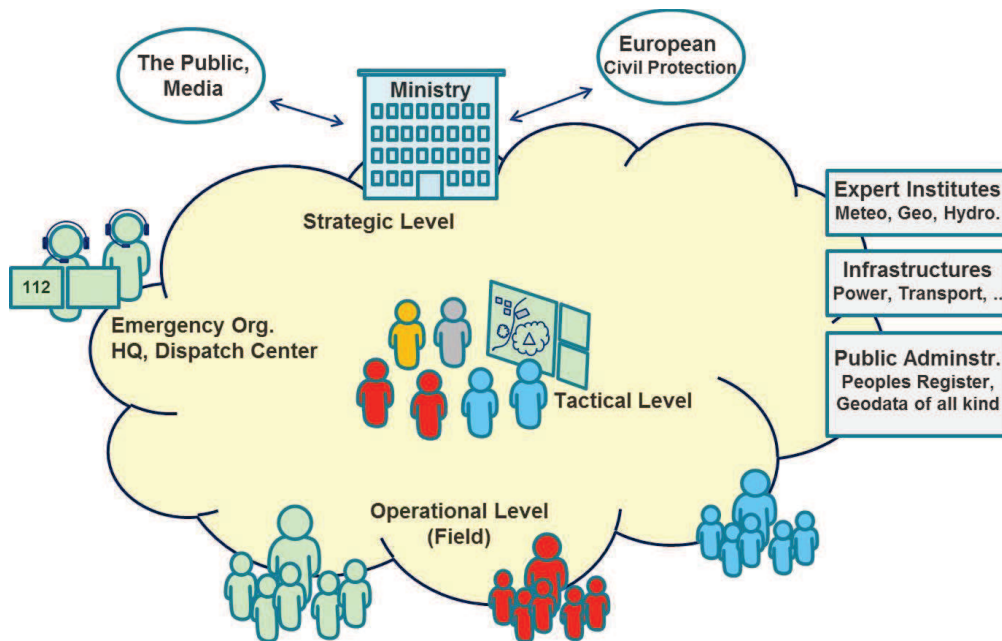 The Public,
Media
European
Civil Protection
Ministry
Strategic Level
Expert Institutes
Meteo, Geo, Hydro.
Infrastructures
Power, Transport, ..
Public Adminstr.
Peoples Register,
Geodata of all kind
112
Emergency Org.
HQ, Dispatch Center
Tactical Level
Operational Level
(Field)